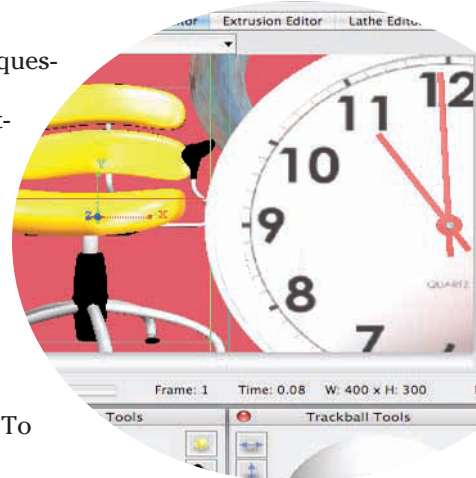 Extrusion Editor Lathe
ques-
t-
12
11
10
9
8
7
QUARTZ
Y
Z X
Frame: 1 Time: 0.08 W: 400 x H: 300
Tools Trackball Tools
To